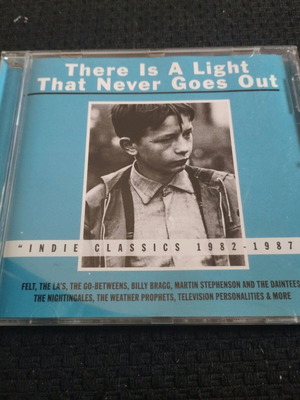 There Is A Light
That Never Goes Out
"INDIE CLASSICS 1982-1987
FELT, THE LA'S, THE GO-BETWEENS, BILLY BRAGG, MARTIN STEPHENSON AND THE DAINTEES
THE NIGHTINGALES, THE WEATHER PROPHETS, TELEVISION PERSONALITIES & MORE